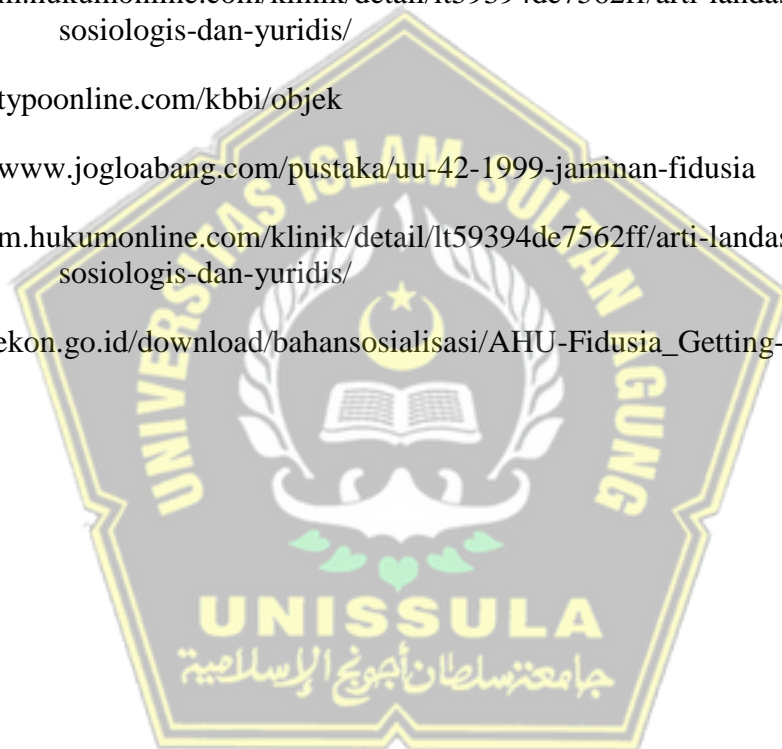 m.hukumonline.com/klinik/detail/lt59394de7562ff/arti-landas
sosiologis-dan-yuridis/
typoonline.com/kbbi/objek
www.jogloabang.com/pustaka/uu-42-1999-jaminan-fidusia
m.hukumonline.com/klinik/detail/lt59394de7562ff/arti-landas
sosiologis-dan-yuridis/
ekon.go.id/download/bahansosialisasi/AHU-Fidusia_Getting-
UNIVERSITAS ISLAM SULTAN AGUNG
UNISSULA
جامعتسلطان أجونج الإسلامية